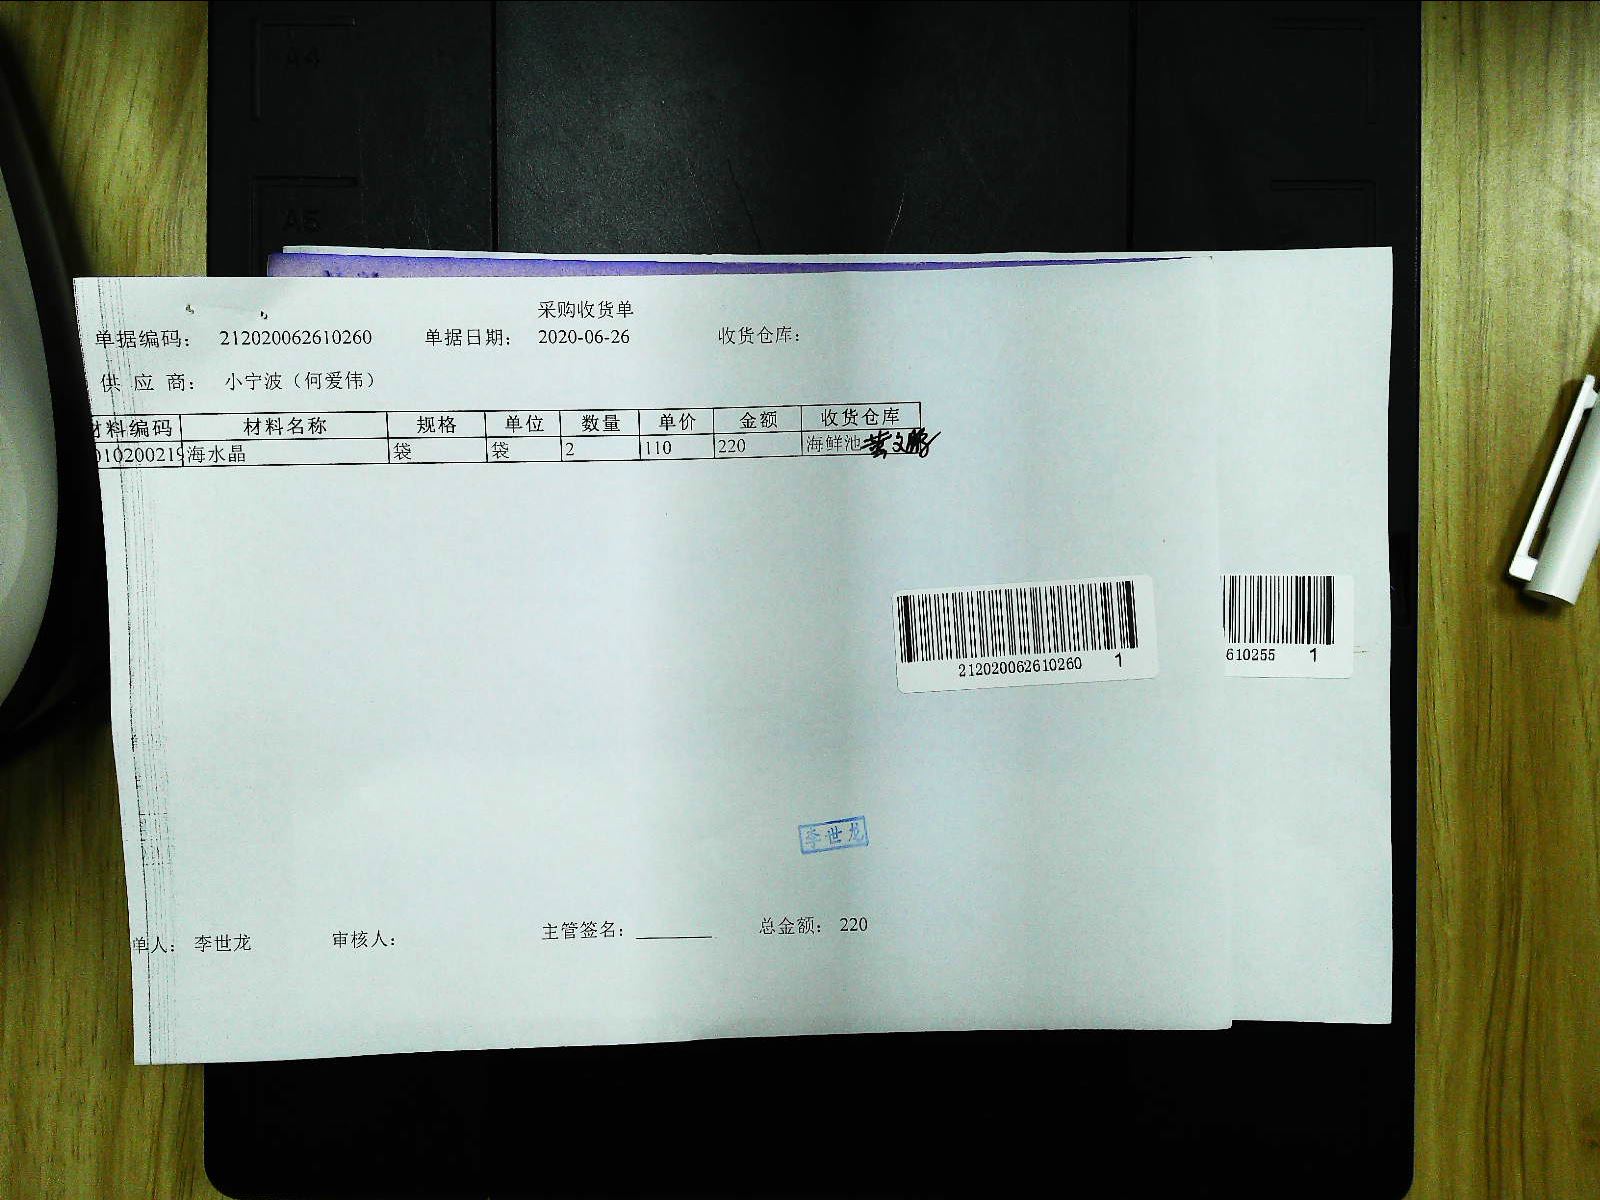 A4
A5
采购收货单
单据编码： 212020062610260 单据日期： 2020-06-26 收货仓库：
供 应 商： 小宁波（何爱伟）
材料编码 材料名称 规格 单位 数量 单价 金额 收货仓库
010200219 海水晶 袋 袋 2 110 220 海鲜池
212020062610260 1
610255 1
李世龙
单人： 李世龙 审核人： 主管签名： 总金额： 220